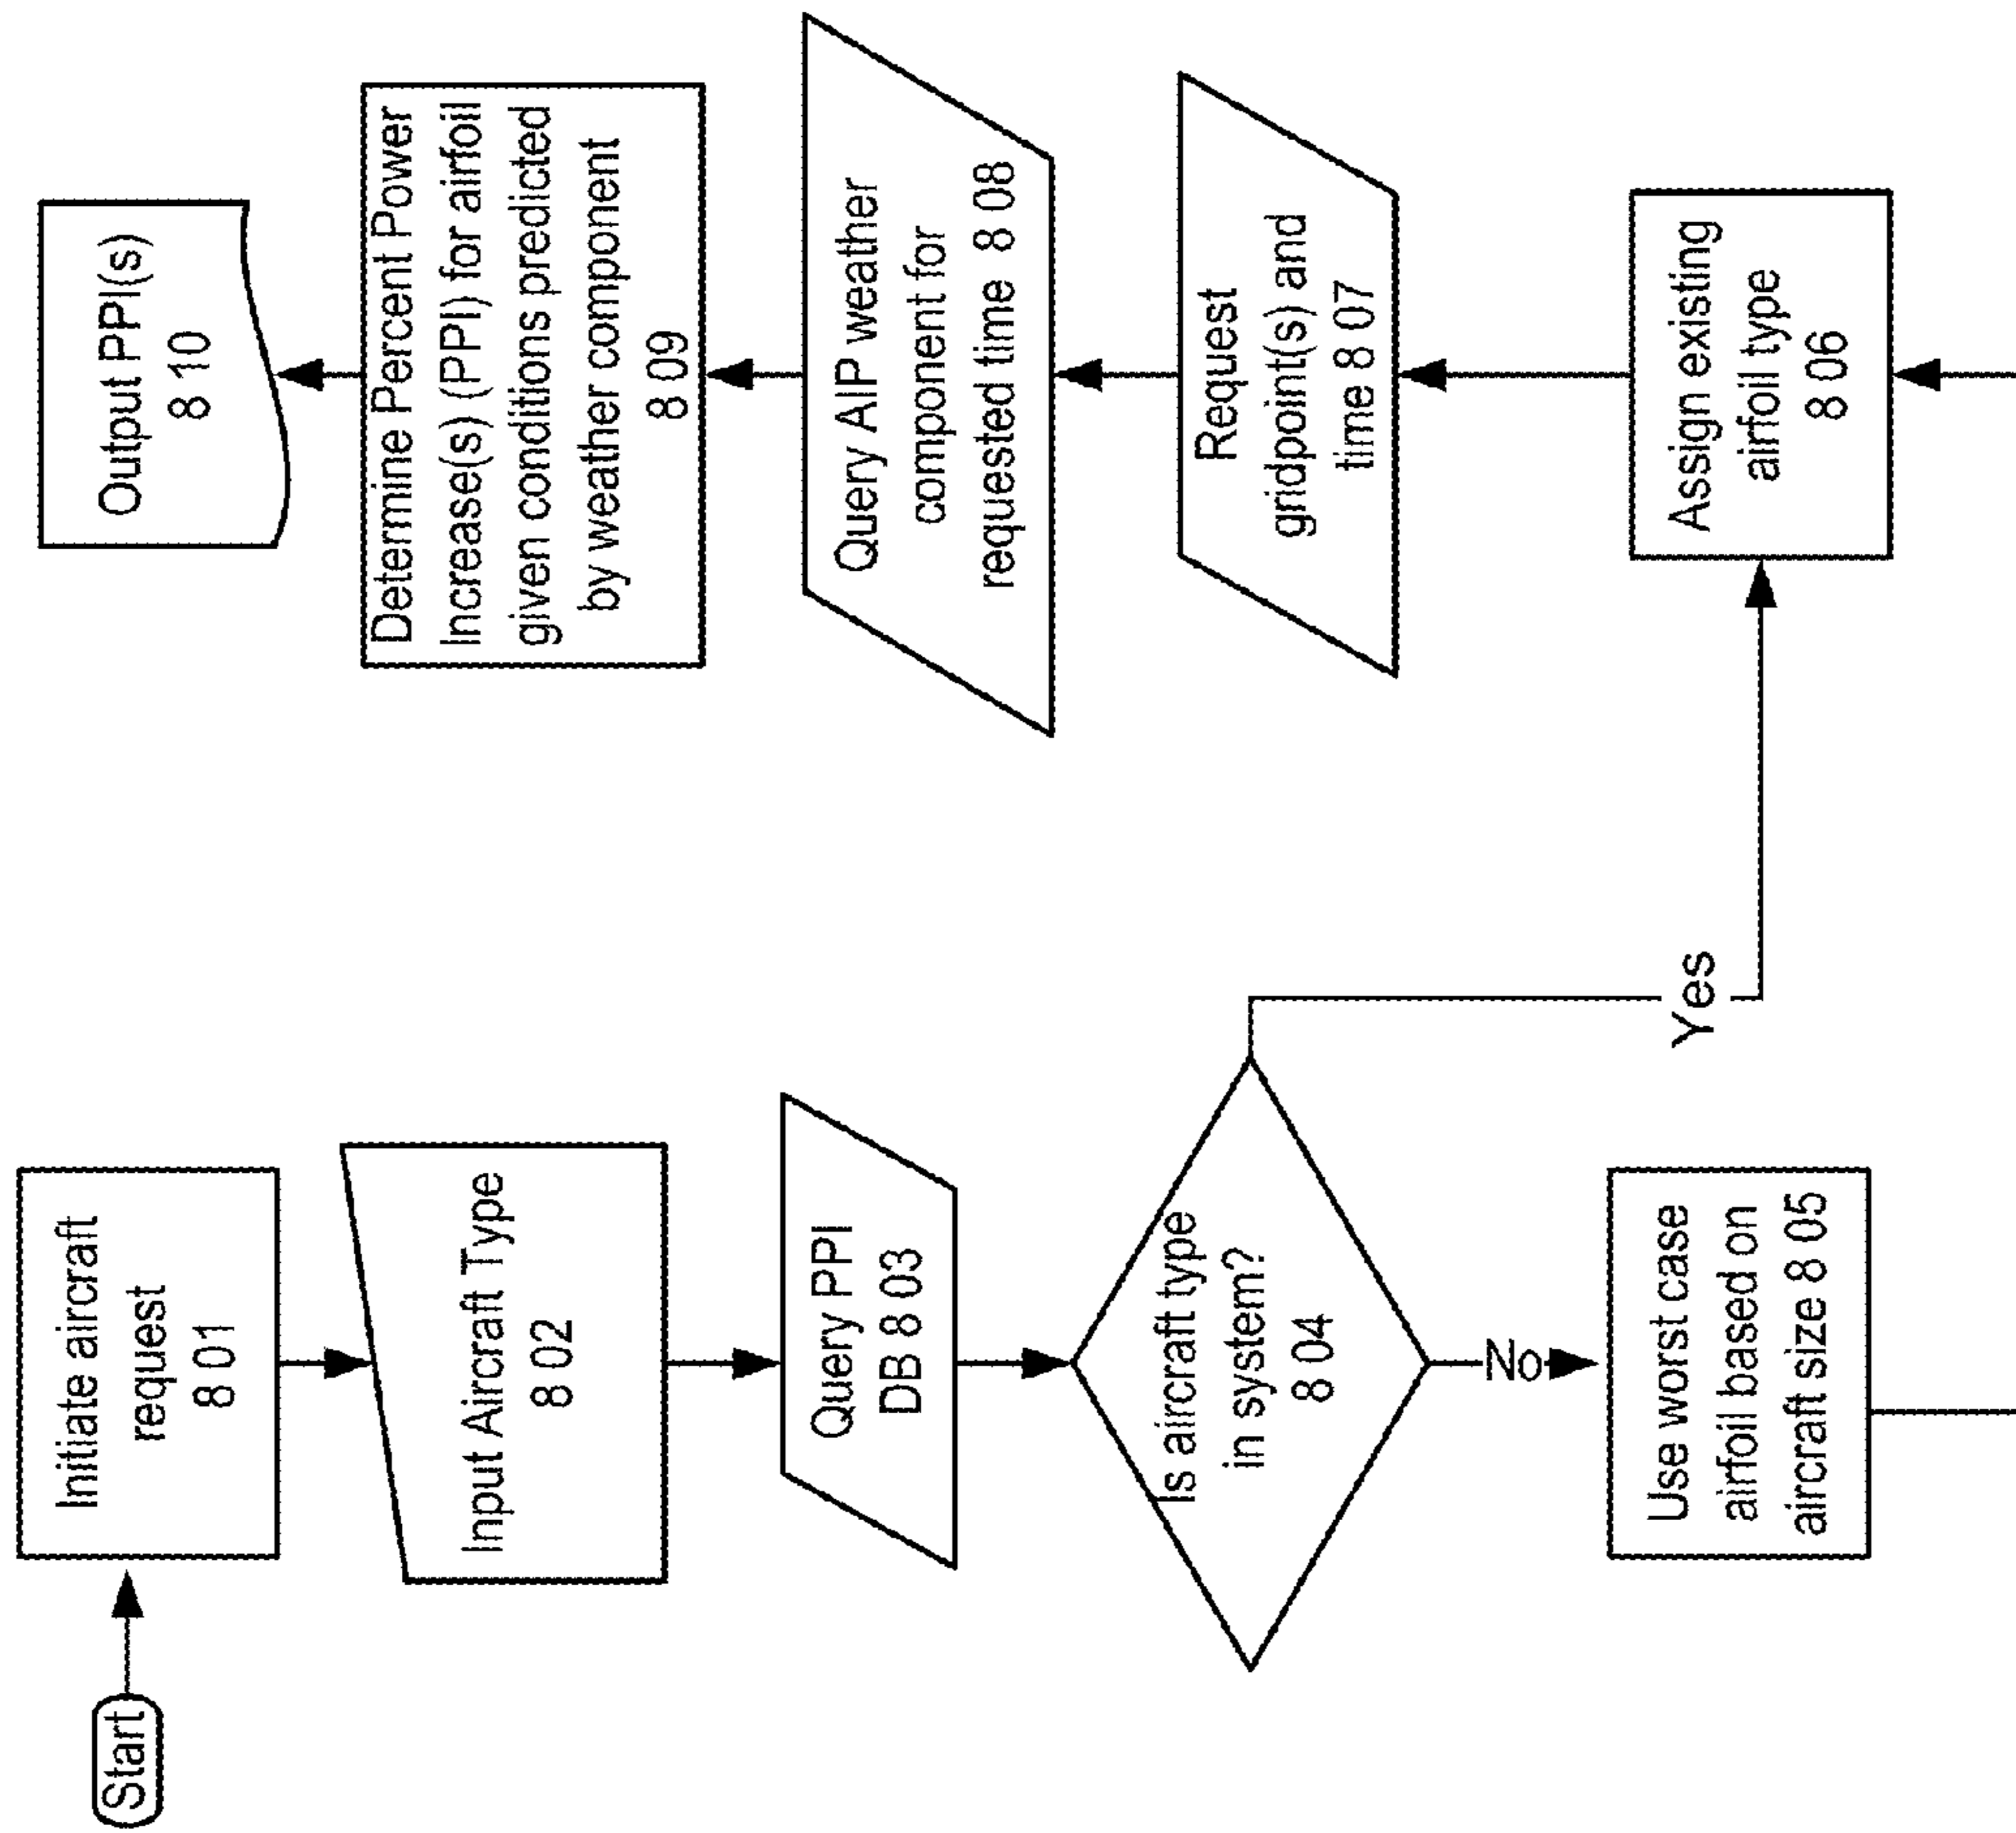 Start
Initiate aircraft
request
8 01
Input Aircraft Type
8 02
Query PPI
DB 8 03
Is aircraft type
in system?
8 04
No
Yes
Use worst case
airfoil based on
aircraft size 8 05
Assign existing
airfoil type
8 06
Request
gridpoint(s) and
time 8 07
Query AIP weather
component for
requested time 8 08
Determine Percent Power
Increase(s) (PPI) for airfoil
given conditions predicted
by weather component
8 09
Output PPI(s)
8 10